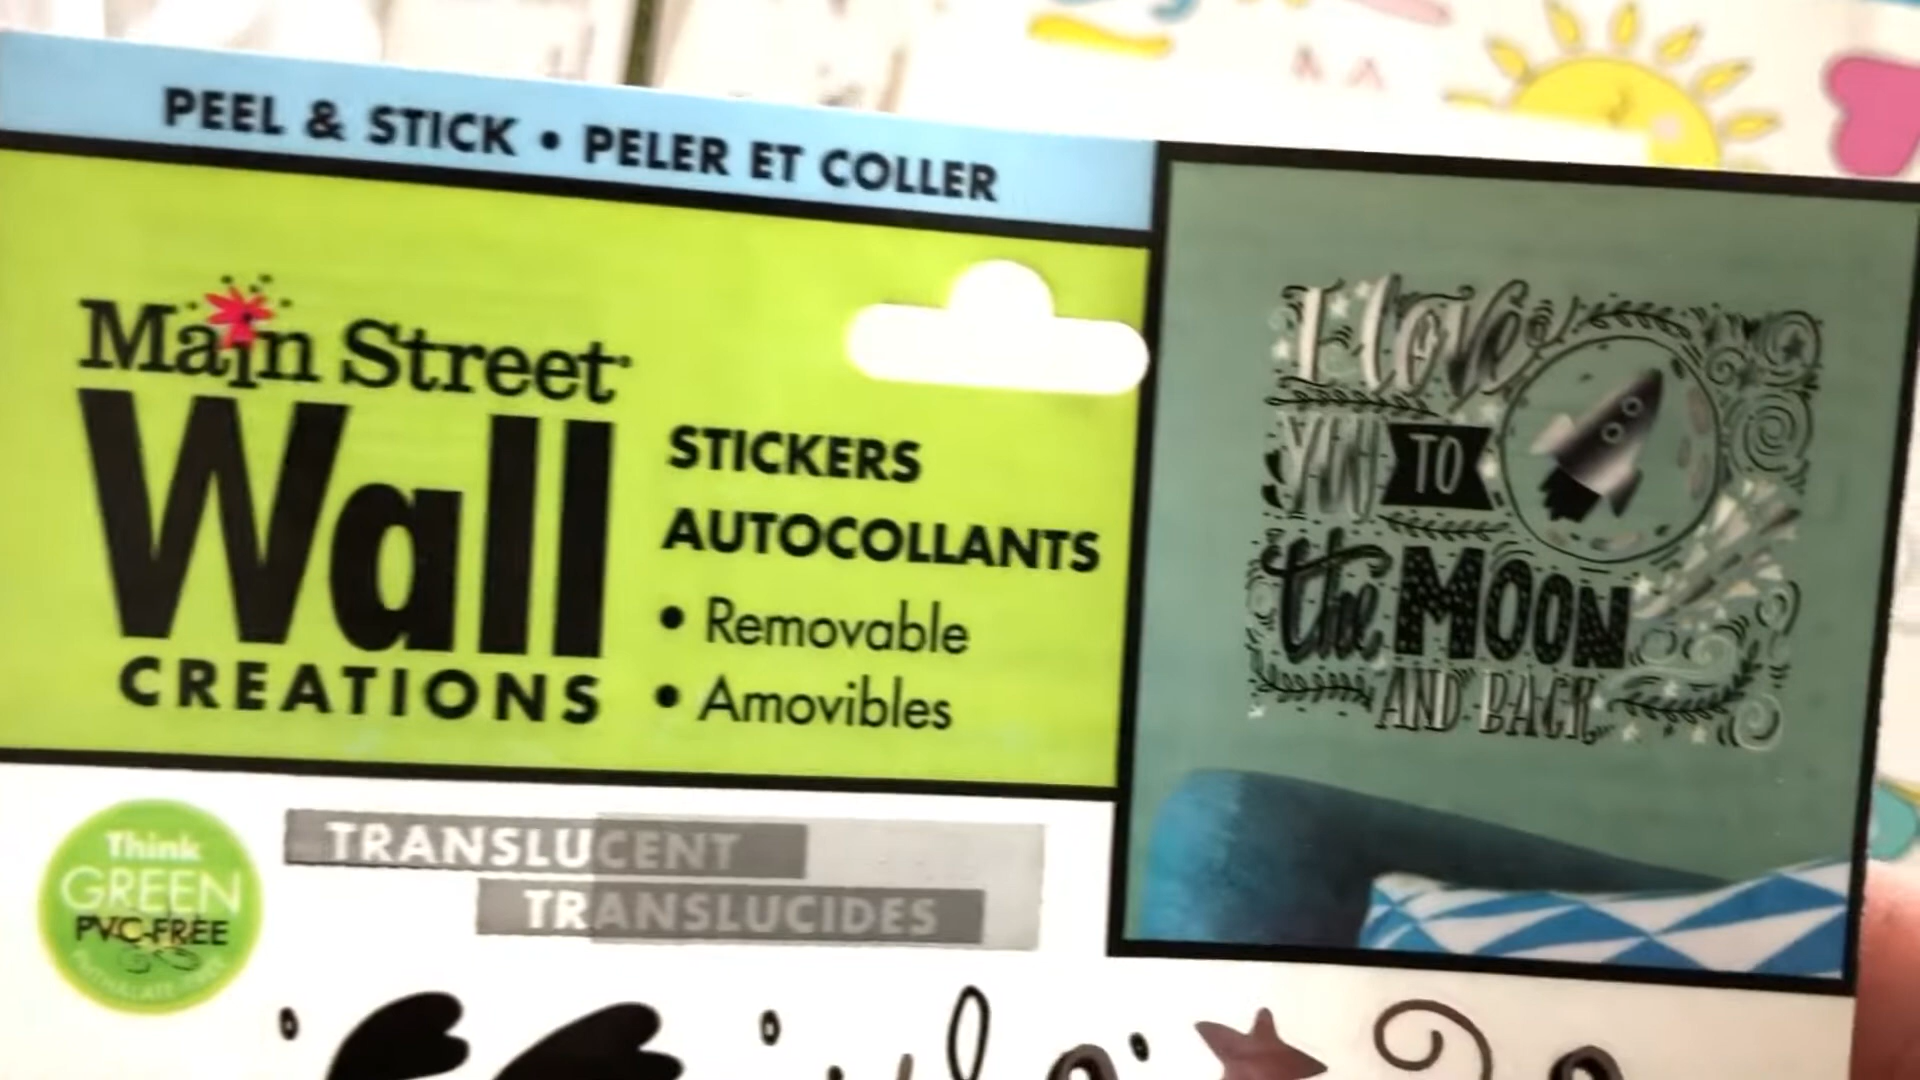 PEEL & STICK • PELER ET COLLER
Main Street
Wall
CREATIONS
STICKERS
AUTOCOLLANTS
• Removable
• Amovibles
I love
YOU TO
the MOON
AND BACK
Think
GREEN
PVC-FREE
TRANSLUCENT
TRANSLUCIDES